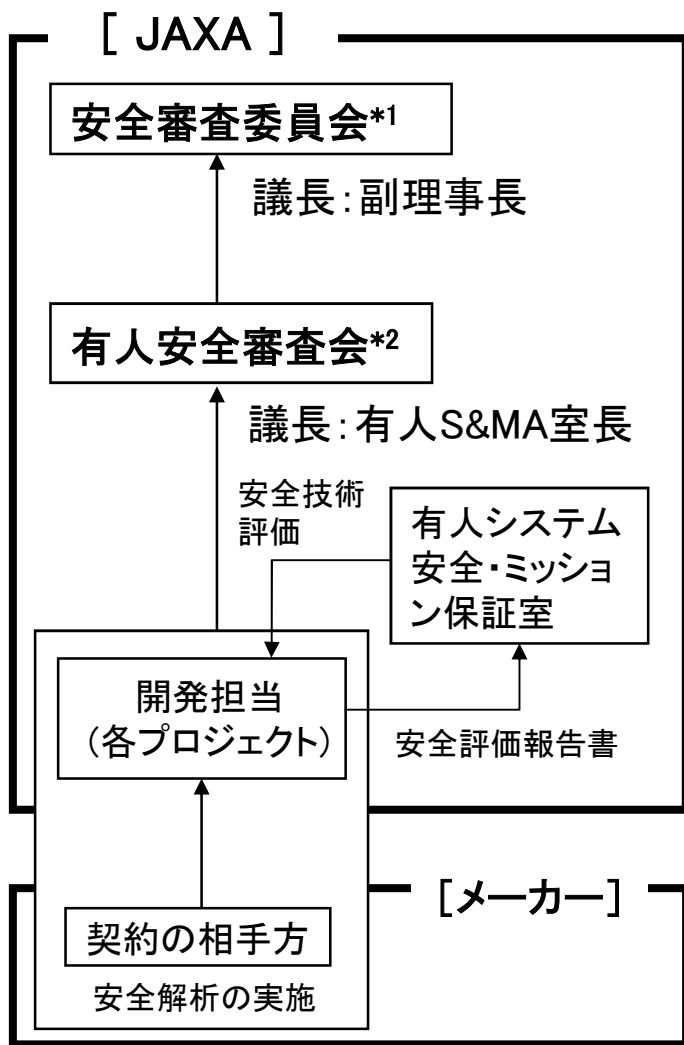 [ JAXA ]
安全審査委員会*1
議長:副理事長
有人安全審査会*2
議長:有人S&MA室長
安全技術
評価
有人システム
安全・ミッショ
ン保証室
開発担当
(各プロジェクト)
安全評価報告書
[メーカー]
契約の相手方
安全解析の実施